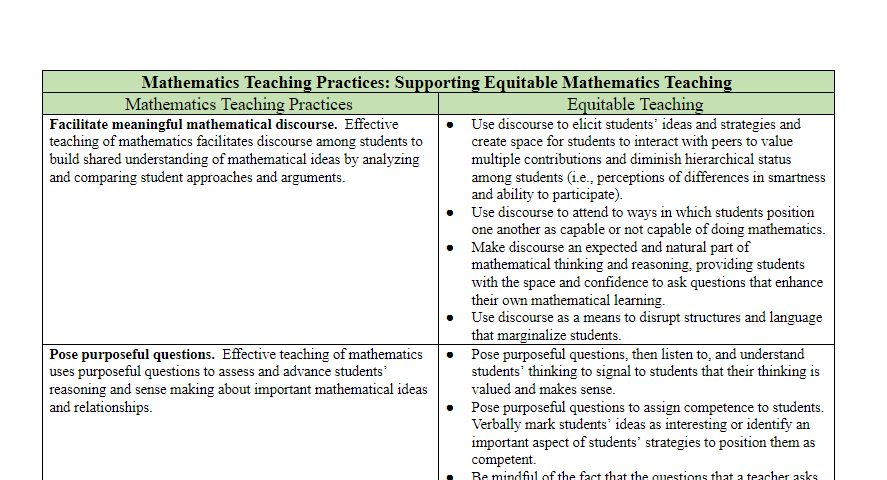 Mathematics Teaching Practices: Supporting Equitable Mathematics Teaching
Mathematics Teaching Practices
Equitable Teaching
Facilitate meaningful mathematical discourse.  Effective
teaching of mathematics facilitates discourse among students to
build shared understanding of mathematical ideas by analyzing
and comparing student approaches and arguments.
● Use discourse to elicit students’ ideas and strategies and
create space for students to interact with peers to value
multiple contributions and diminish hierarchical status
among students (i.e., perceptions of differences in smartness
and ability to participate).
● Use discourse to attend to ways in which students position
one another as capable or not capable of doing mathematics.
● Make discourse an expected and natural part of
mathematical thinking and reasoning, providing students
with the space and confidence to ask questions that enhance
their own mathematical learning.
● Use discourse as a means to disrupt structures and language
that marginalize students.
Pose purposeful questions.  Effective teaching of mathematics
uses purposeful questions to assess and advance students’
reasoning and sense making about important mathematical ideas
and relationships.
● Pose purposeful questions, then listen to, and understand
students’ thinking to signal to students that their thinking is
valued and makes sense.
● Pose purposeful questions to assign competence to students.
Verbally mark students’ ideas as interesting or identify an
important aspect of students’ strategies to position them as
competent.
● Be mindful of the fact that the questions that a teacher asks